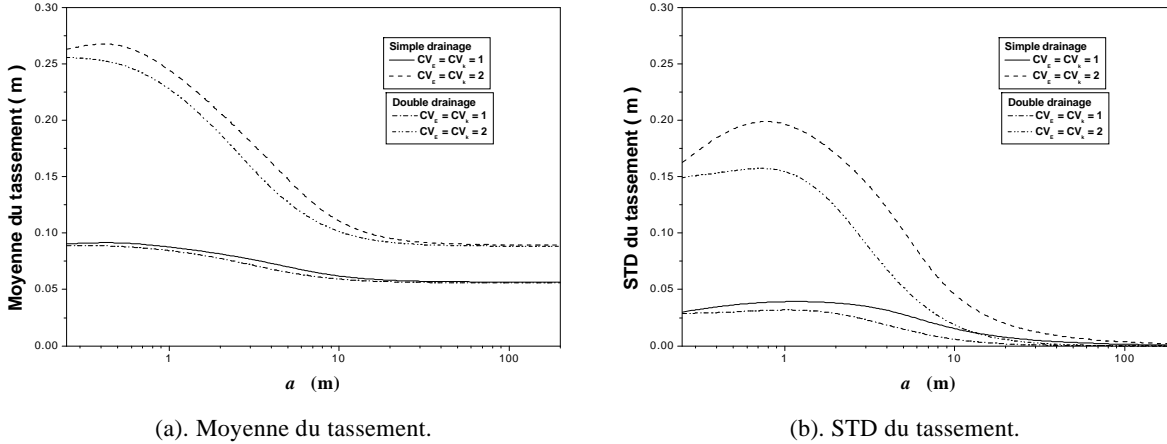 0.30
0.25
0.20
0.15
0.10
0.05
0.00
Moyenne du tassement ( m )
Simple drainage
CV_E = CV_k = 1
CV_E = CV_k = 2
Double drainage
CV_E = CV_k = 1
CV_E = CV_k = 2
1 10 100
a (m)
(a). Moyenne du tassement.
0.30
0.25
0.20
0.15
0.10
0.05
0.00
STD du tassement ( m )
Simple drainage
CV_E = CV_k = 1
CV_E = CV_k = 2
Double drainage
CV_E = CV_k = 1
CV_E = CV_k = 2
1 10 100
a (m)
(b). STD du tassement.